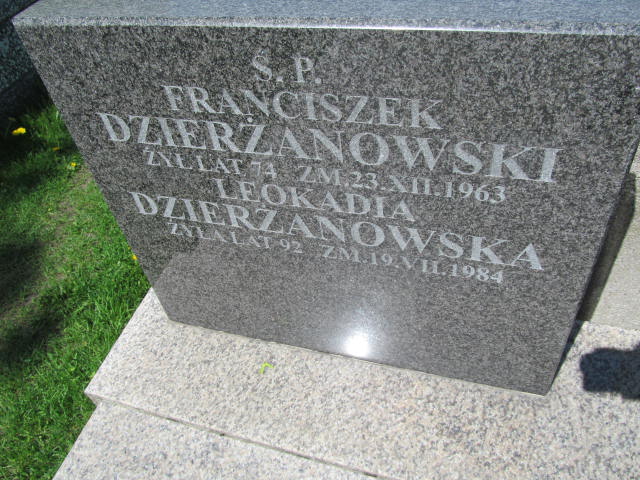 Ś. P.
FRANCISZEK
DZIERŻANOWSKI
ŻYŁ LAT 74 ZM.23.XII.1963
LEOKADIA
DZIERŻANOWSKA
ŻYŁA LAT 92 ZM.19.VII.1984